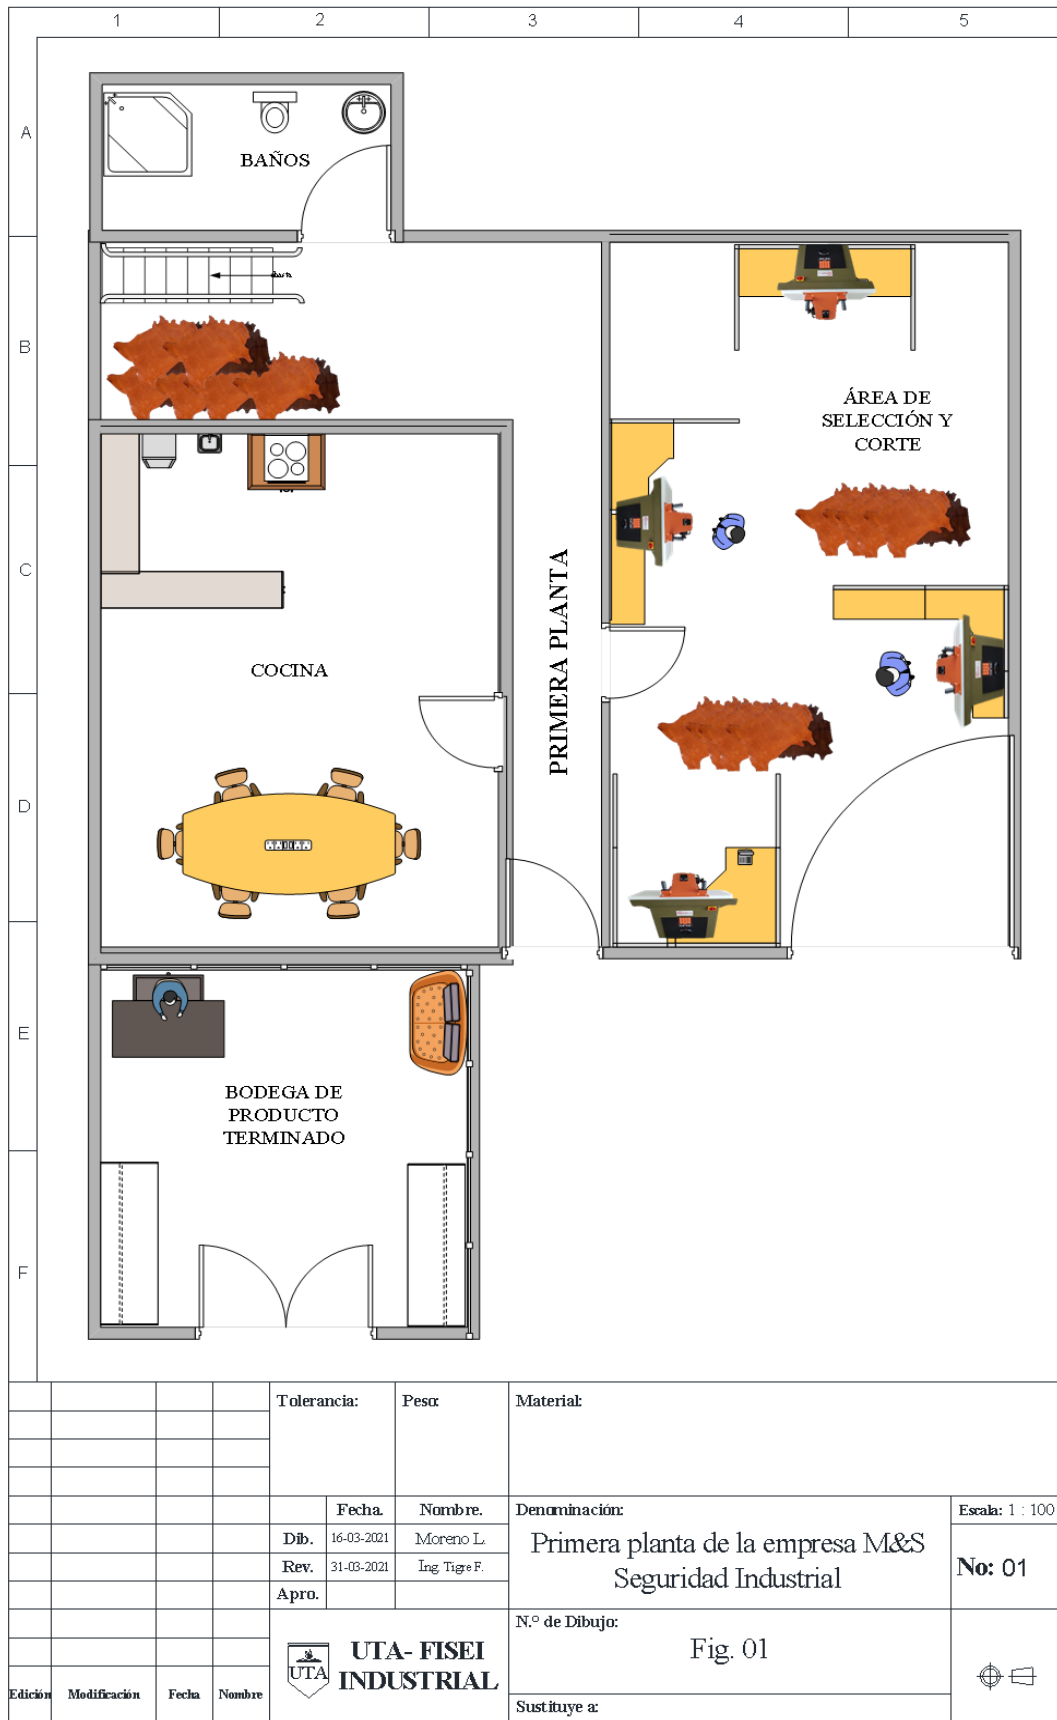 1 2 3 4 5
A
BAÑOS
B
ÁREA DE
SELECCIÓN Y
CORTE
C
PRIMERA PLANTA
COCINA
D
E
BODEGA DE
PRODUCTO
TERMINADO
F
Tolerancia: Peso: Material:
Fecha. Nombre. Denominación: Escala: 1 : 100
Dib. 16-03-2021 Moreno L.
Primera planta de la empresa M&S
Seguridad Industrial
Rev. 31-03-2021 Ing. Tigre F.
No: 01
Apro.
N.° de Dibujo:
Fig. 01
UTA
UTA- FISEI
INDUSTRIAL
Edición Modificación Fecha Nombre
Sustituye a: